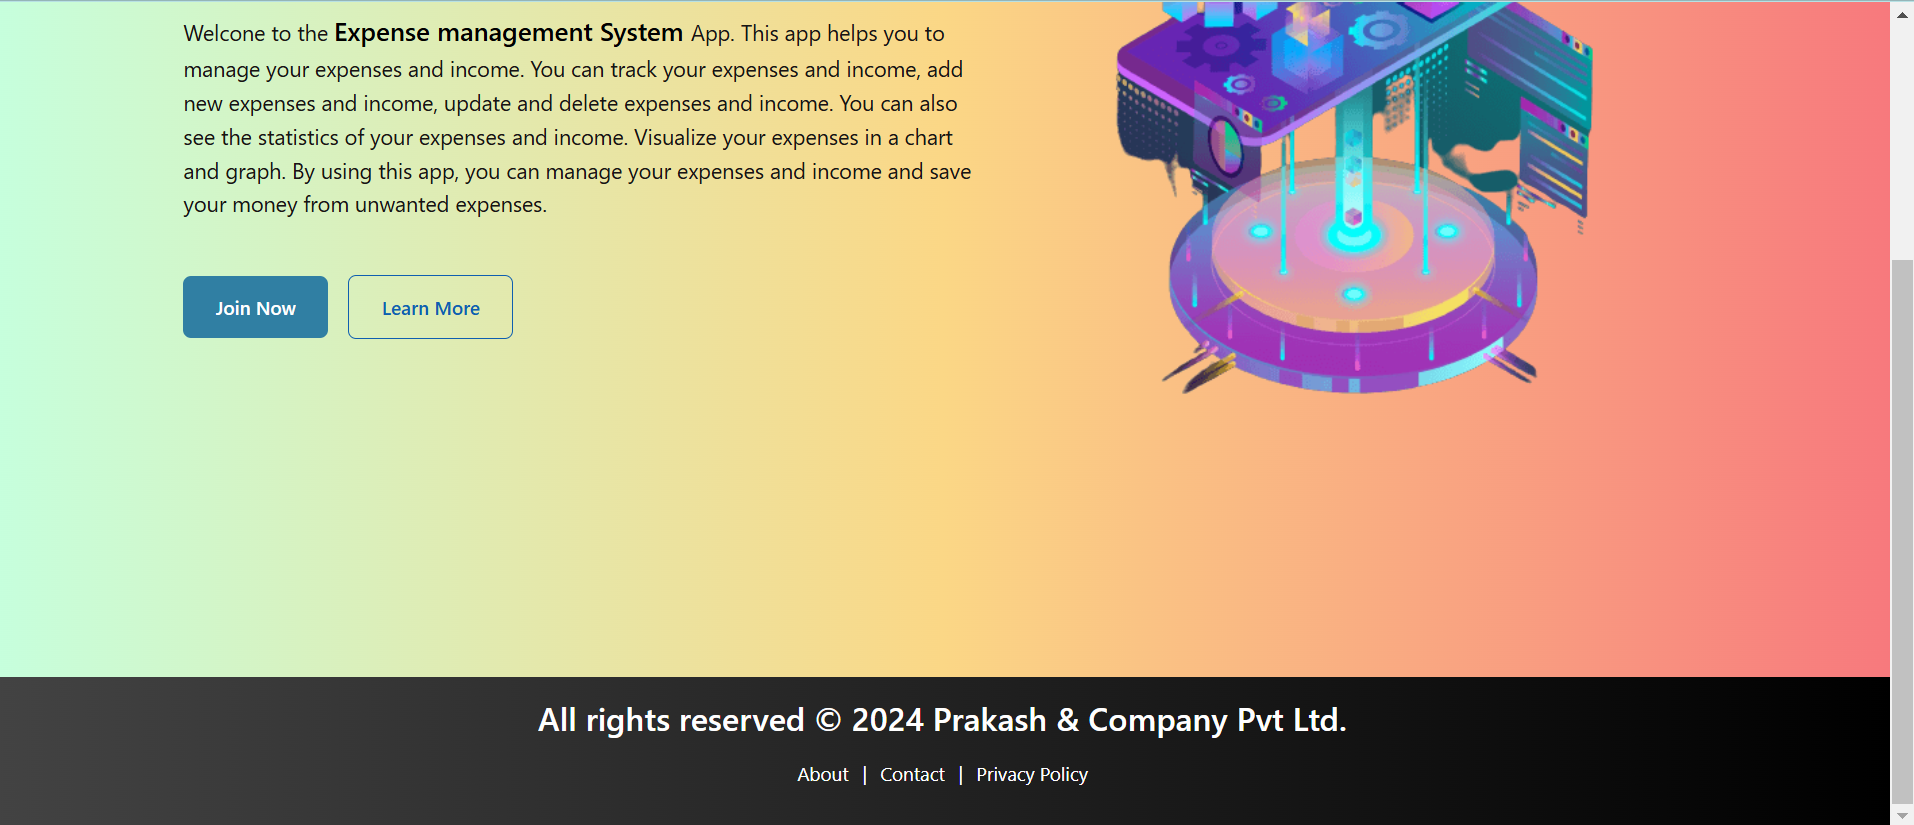 Welcone to the Expense management System App. This app helps you to
manage your expenses and income. You can track your expenses and income, add
new expenses and income, update and delete expenses and income. You can also
see the statistics of your expenses and income. Visualize your expenses in a chart
and graph. By using this app, you can manage your expenses and income and save
your money from unwanted expenses.
Join Now
Learn More
All rights reserved © 2024 Prakash & Company Pvt Ltd.
About | Contact | Privacy Policy